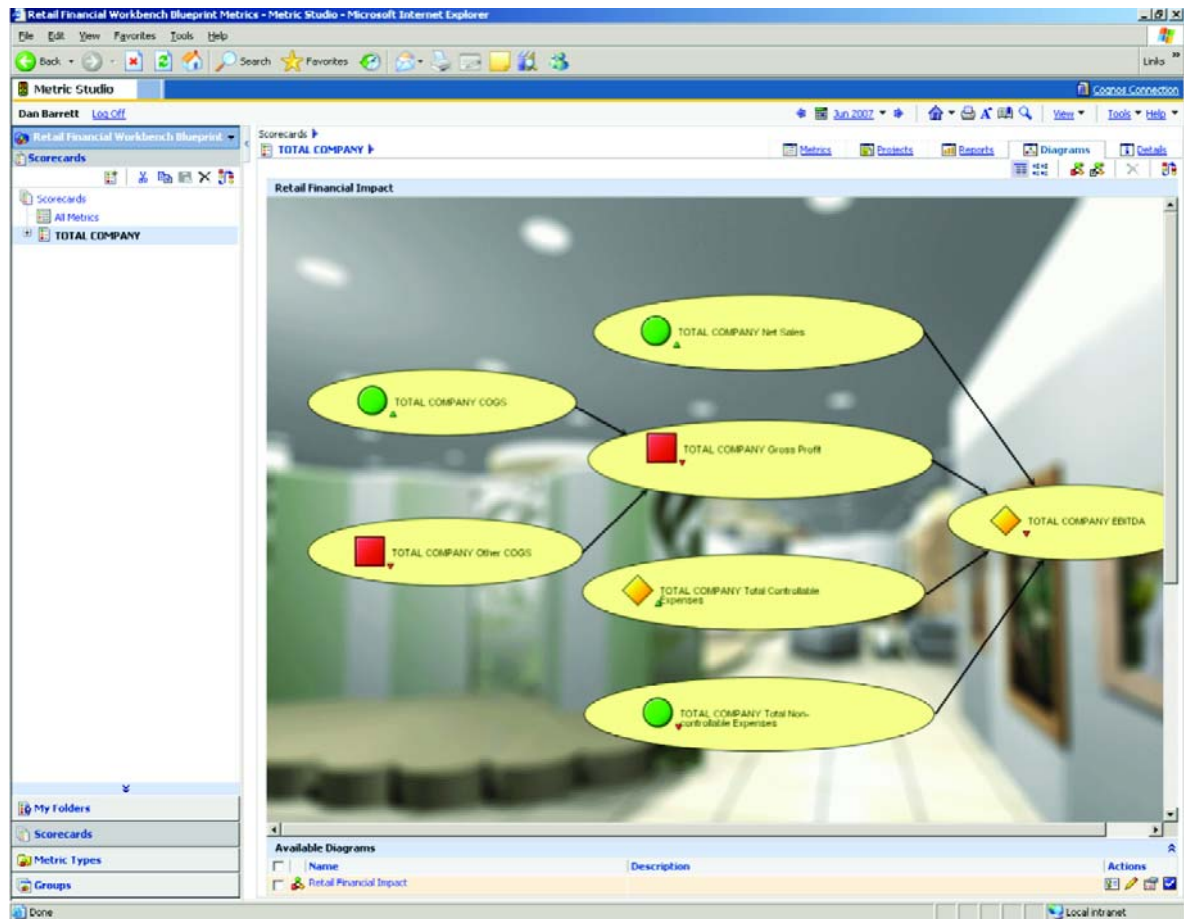 Retail Financial Workbench Blueprint Metrics - Metric Studio - Microsoft Internet Explorer
File Edit View Favorites Tools Help
Back Search Favorites Links
Metric Studio Cognos Connection
Dan Barrett Log Off Jun 2007 View Tools Help
Retail Financial Workbench Blueprint
Scorecards
Scorecards
All Metrics
TOTAL COMPANY
My Folders
Scorecards
Metric Types
Groups
Scorecards
TOTAL COMPANY Metrics Projects Reports Diagrams Details
Retail Financial Impact
TOTAL COMPANY Net Sales
TOTAL COMPANY COGS
TOTAL COMPANY Gross Profit
TOTAL COMPANY EBITDA
TOTAL COMPANY Other COGS
TOTAL COMPANY Total Controllable
Expenses
TOTAL COMPANY Total Non-
controllable Expenses
Available Diagrams
Name Description Actions
Retail Financial Impact
Done Local intranet